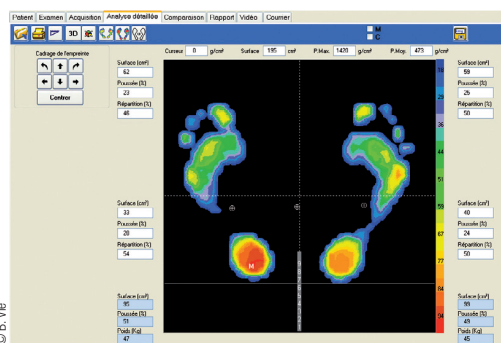 Patient Examen Acquisition Analyse détaillée Comparaison Rapport Vidéo Courrier
3D
M
C
Cadrage de l'empreinte
Centrer
Curseur 0 g/cm² Surface 195 cm² P.Max 1420 g/cm² P.Moy. 473 g/cm²
Surface (cm²)
62
Poussée (%)
23
Répartition (%)
46
Surface (cm²)
33
Poussée (%)
28
Répartition (%)
54
Surface (cm²)
95
Poussée (%)
51
Poids (Kg)
47
M
36
44
51
59
67
77
84
94
Surface (cm²)
59
Poussée (%)
26
Répartition (%)
50
Surface (cm²)
40
Poussée (%)
24
Répartition (%)
50
Surface (cm²)
99
Poussée (%)
49
Poids (Kg)
45
© B. Vie